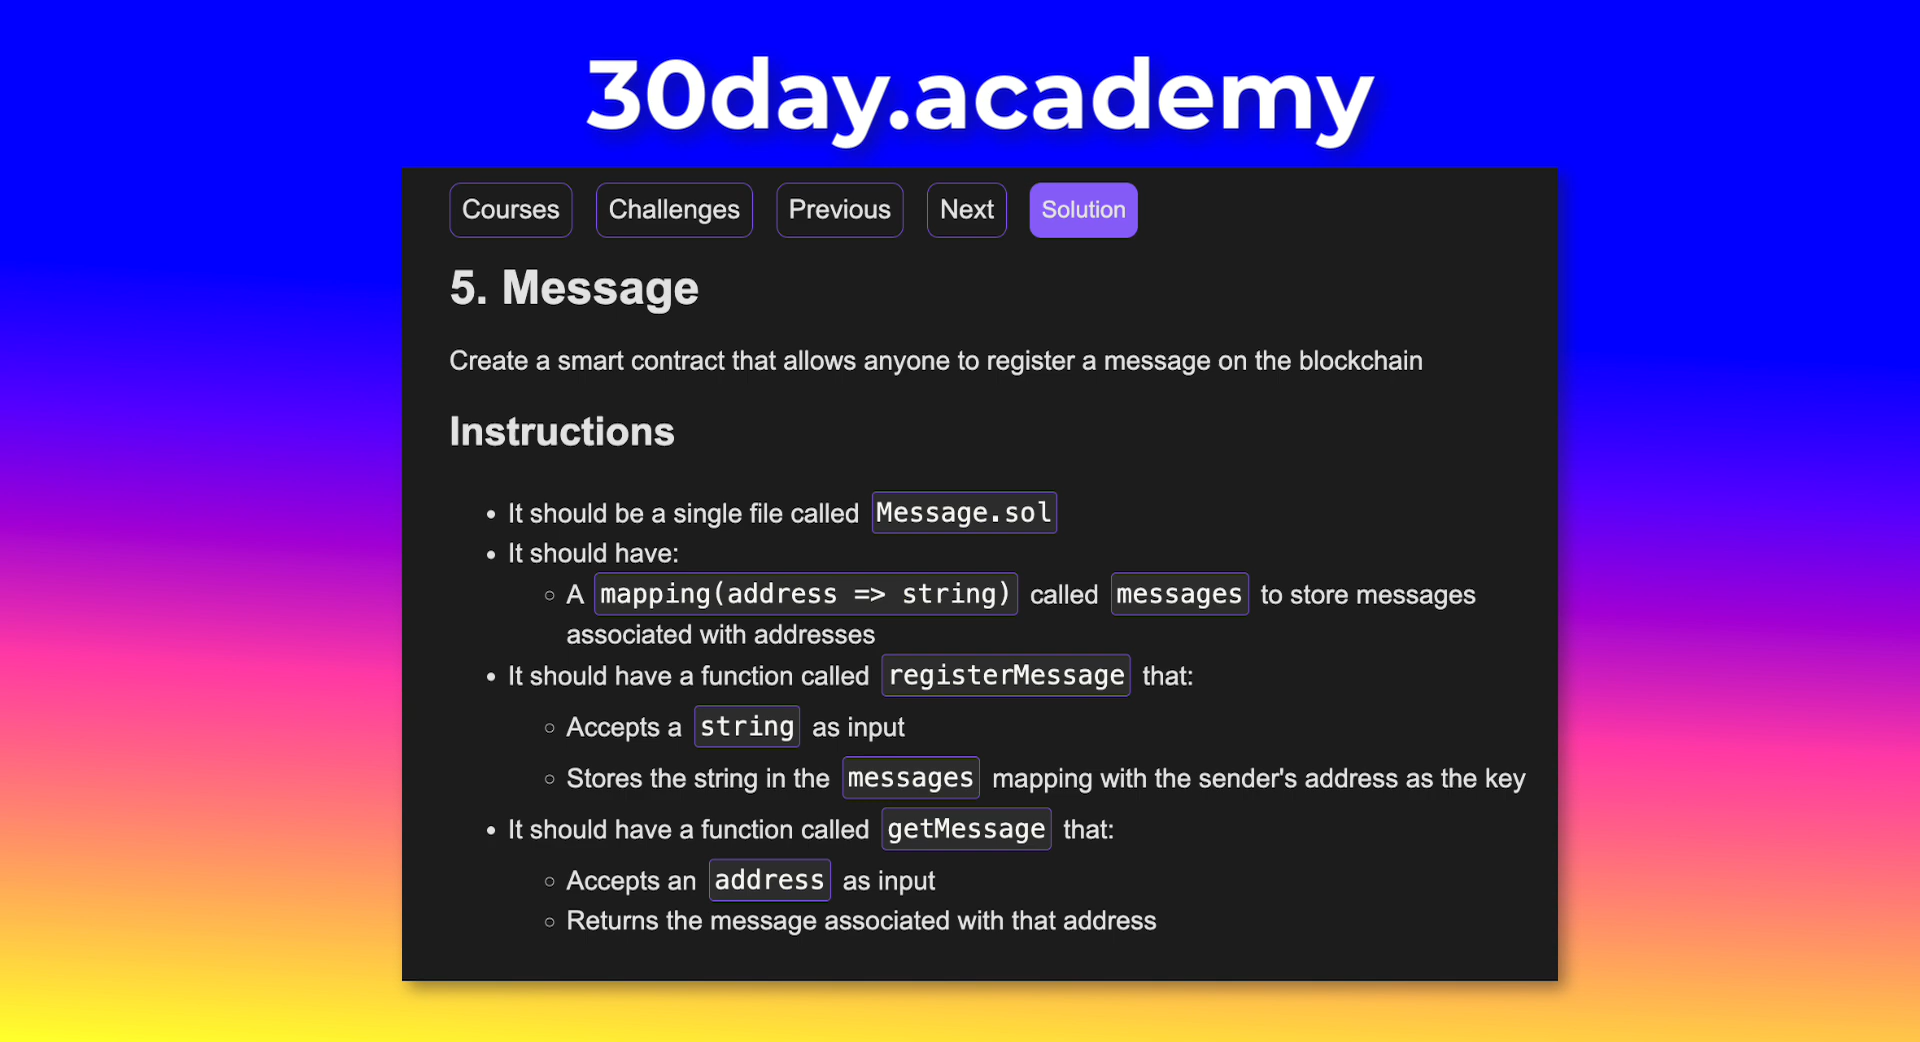 30day.academy
Courses Challenges Previous Next Solution
5. Message
Create a smart contract that allows anyone to register a message on the blockchain
Instructions
• It should be a single file called Message.sol
• It should have:
○ A mapping(address => string) called messages to store messages
associated with addresses
• It should have a function called registerMessage that:
○ Accepts a string as input
○ Stores the string in the messages mapping with the sender's address as the key
• It should have a function called getMessage that:
○ Accepts an address as input
○ Returns the message associated with that address